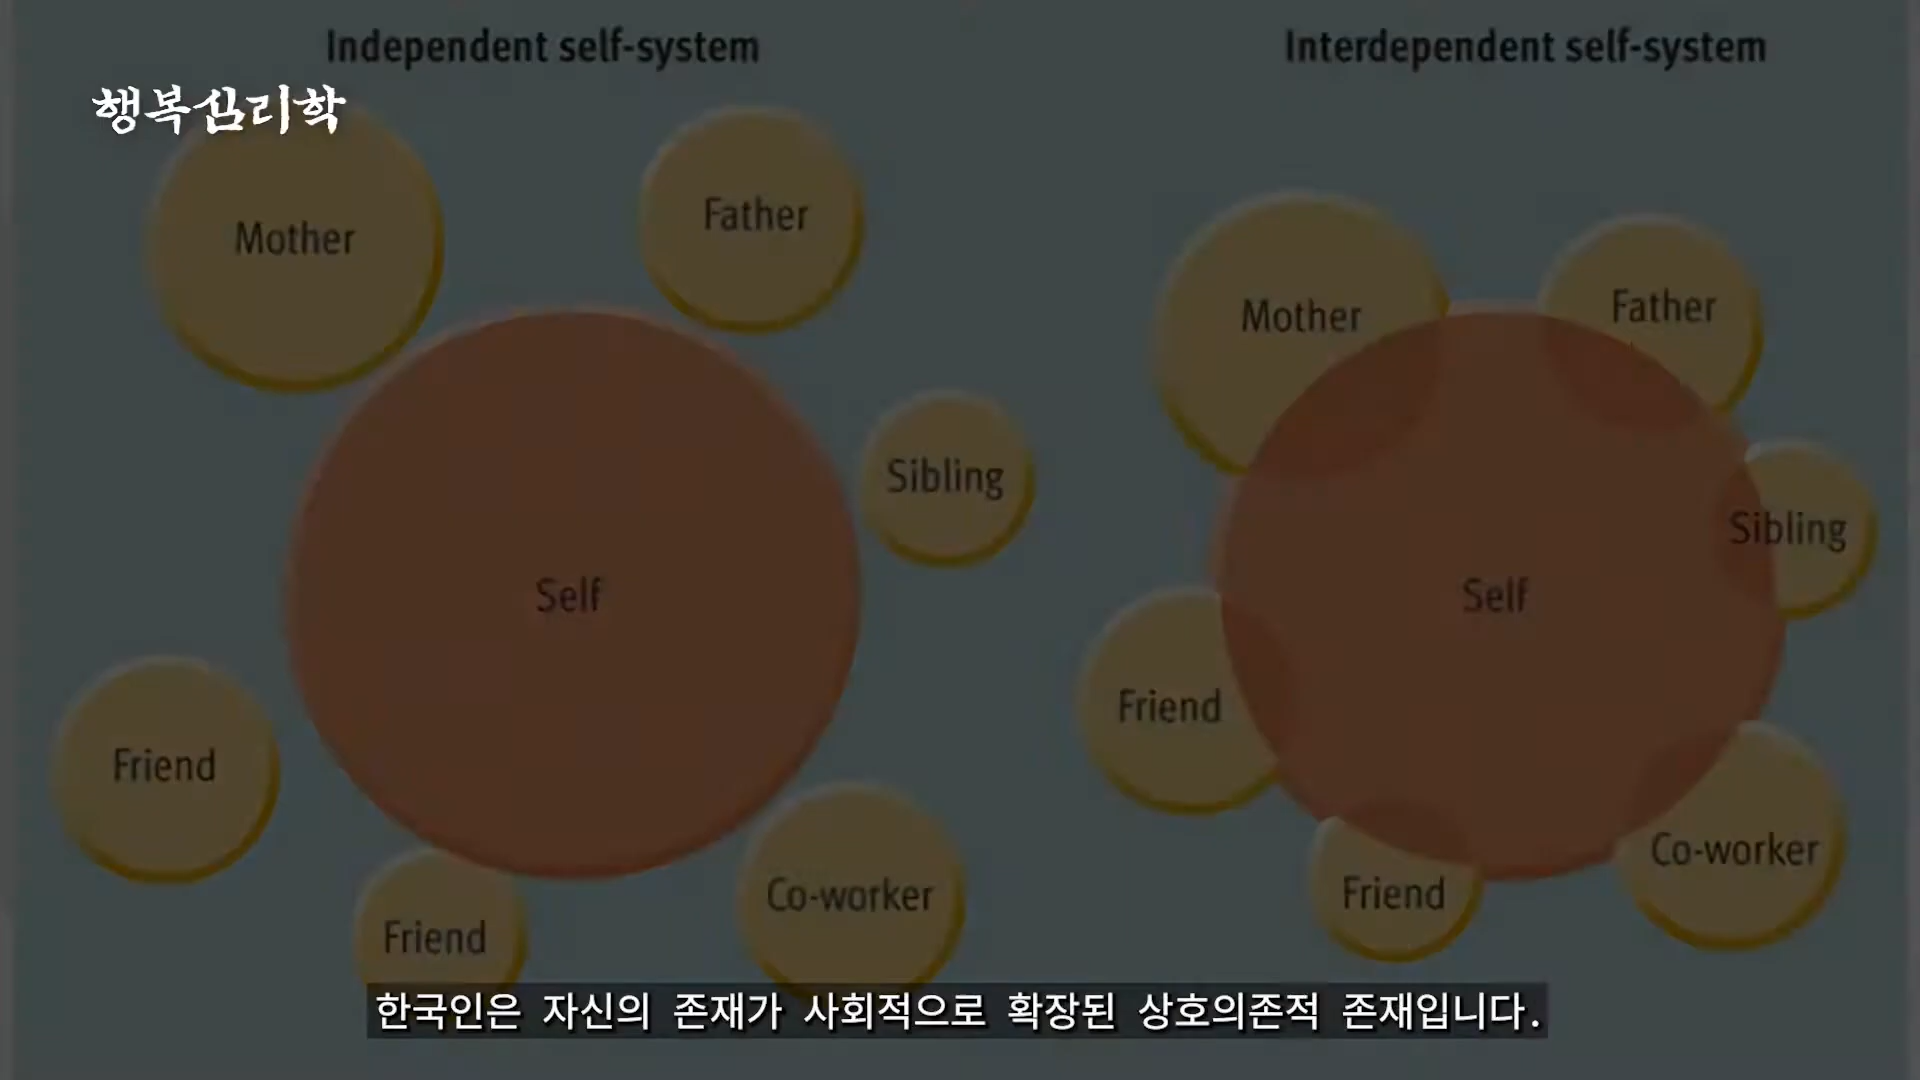 Independent self-system
Interdependent self-system
행복심리학
Mother
Father
Sibling
Self
Friend
Friend
Co-worker
Mother
Father
Sibling
Self
Friend
Friend
Co-worker
한국인은 자신의 존재가 사회적으로 확장된 상호의존적 존재입니다.